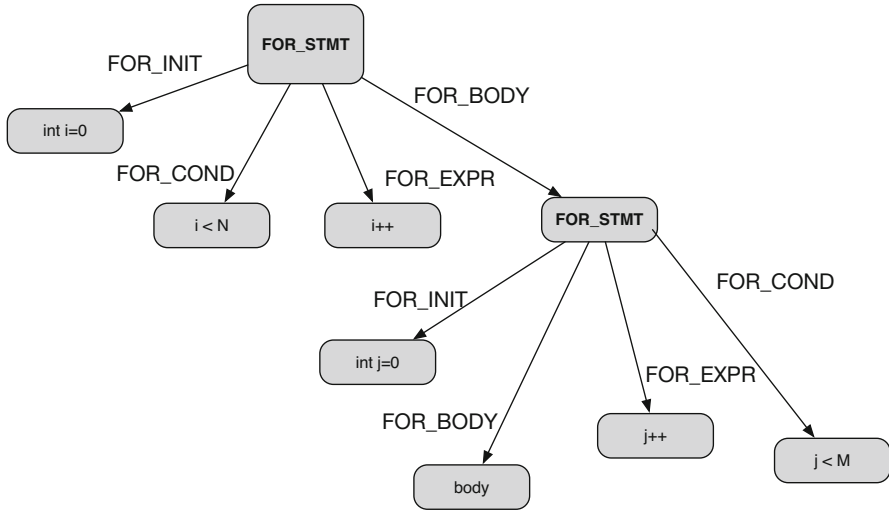 FOR_STMT
FOR_INIT
FOR_BODY
int i=0
FOR_COND
FOR_EXPR
i < N
i++
FOR_STMT
FOR_INIT
FOR_COND
int j=0
FOR_EXPR
FOR_BODY
j++
j < M
body